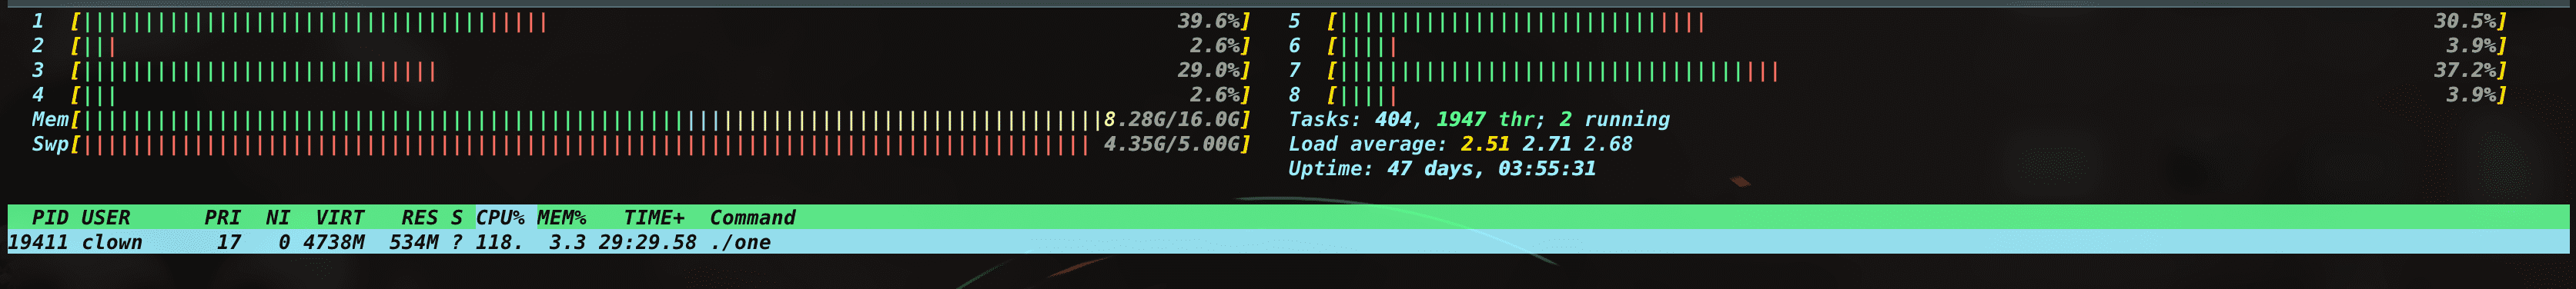 1 [||||||||||||||||||||||||||||||||||||||| 39.6%] 5 [|||||||||||||||||||||||||||||| 30.5%]
2 [||| 2.6%] 6 [||||| 3.9%]
3 [||||||||||||||||||||||||||||| 29.0%] 7 [|||||||||||||||||||||||||||||||||||| 37.2%]
4 [||| 2.6%] 8 [||||| 3.9%]
Mem[||||||||||||||||||||||||||||||||||||||||||||||||||||||||||||||||||||||||||||||||||||8.28G/16.0G] Tasks: 404, 1947 thr; 2 running
Swp[|||||||||||||||||||||||||||||||||||||||||||||||||||||||||||||||||||||||||||||||||| 4.35G/5.00G] Load average: 2.51 2.71 2.68
Uptime: 47 days, 03:55:31
PID USER PRI NI VIRT RES S CPU% MEM% TIME+ Command
19411 clown 17 0 4738M 534M ? 118. 3.3 29:29.58 ./one